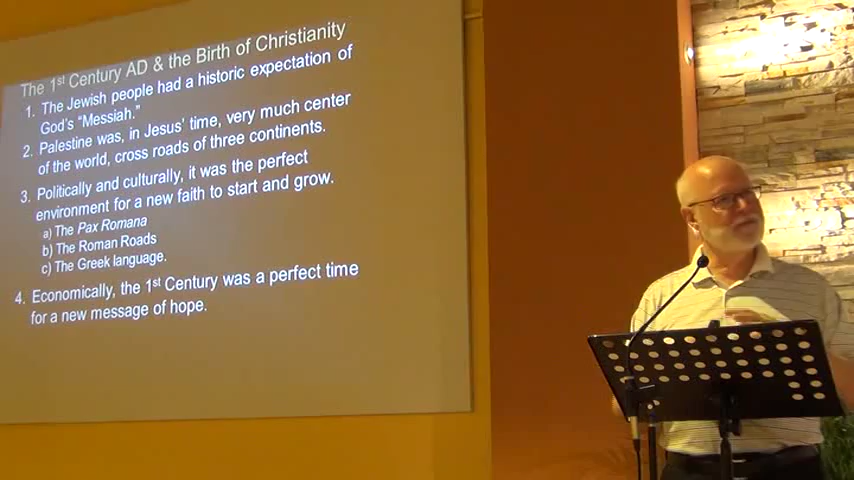 The 1st Century AD & the Birth of Christianity
1. The Jewish people had a historic expectation of
God's "Messiah."
2. Palestine was, in Jesus' time, very much center
of the world, cross roads of three continents.
3. Politically and culturally, it was the perfect
environment for a new faith to start and grow.
a) The Pax Romana
b) The Roman Roads
c) The Greek language.
4. Economically, the 1st Century was a perfect time
for a new message of hope.